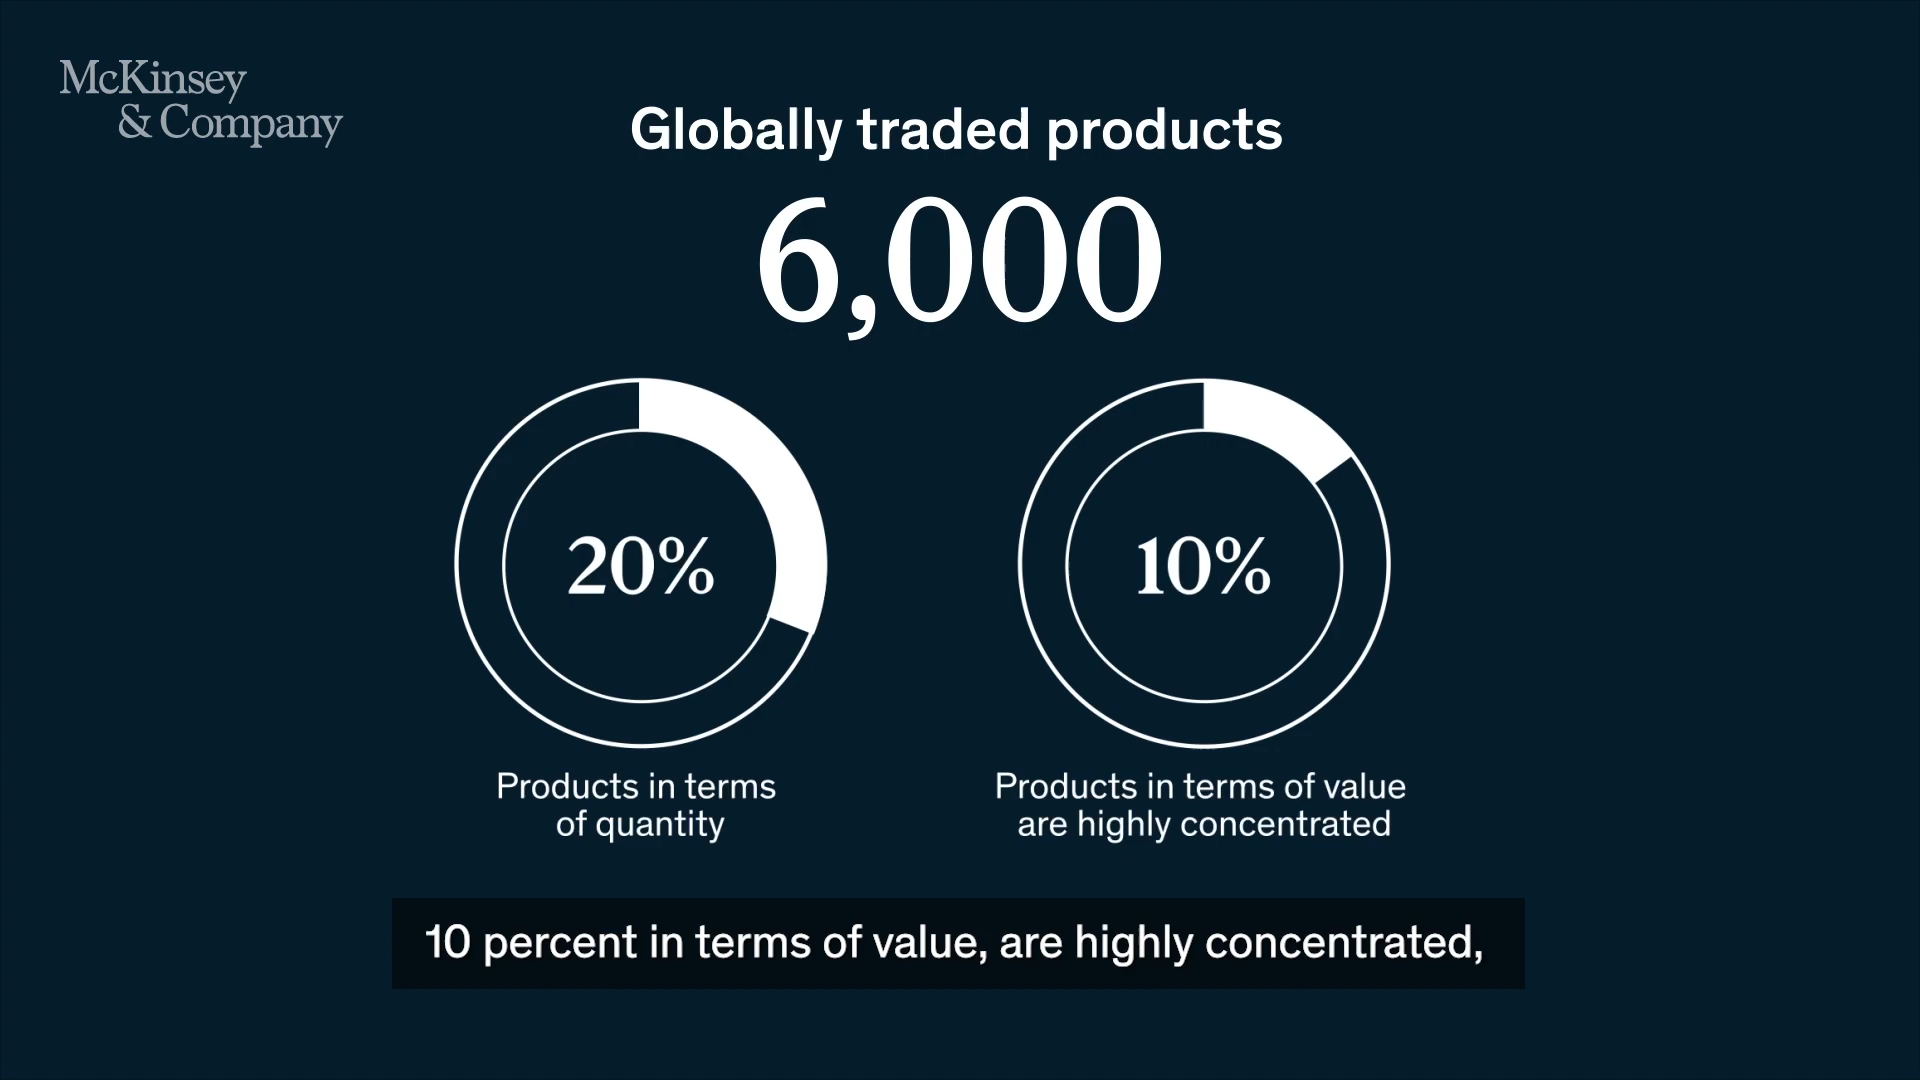 McKinsey
& Company
Globally traded products
6,000
20%
10%
Products in terms
of quantity
Products in terms of value
are highly concentrated
10 percent in terms of value, are highly concentrated,